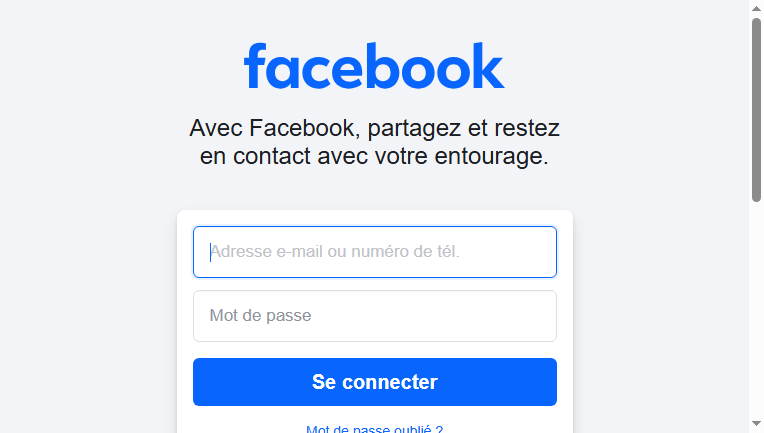 facebook
Avec Facebook, partagez et restez
en contact avec votre entourage.
Adresse e-mail ou numéro de tél.
Mot de passe
Se connecter
Mot de passe oublié ?